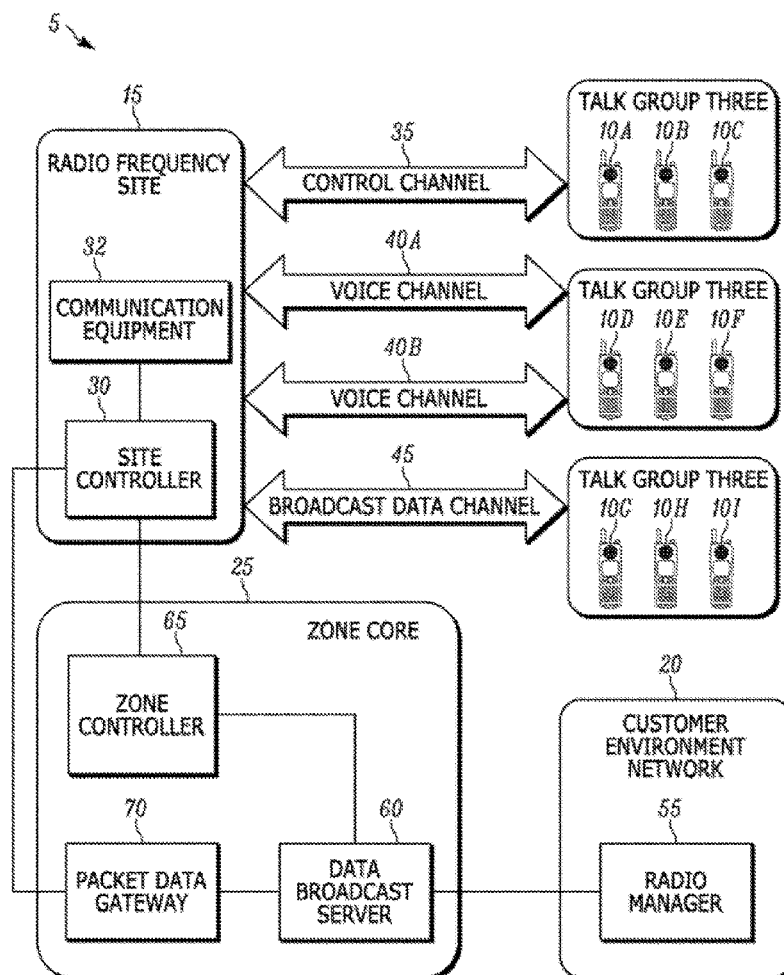 5
15
RADIO FREQUENCY
SITE
32
COMMUNICATION
EQUIPMENT
30
SITE
CONTROLLER
35
CONTROL CHANNEL
40A
VOICE CHANNEL
40B
VOICE CHANNEL
45
BROADCAST DATA CHANNEL
TALK GROUP THREE
10A 10B 10C
TALK GROUP THREE
10D 10E 10F
TALK GROUP THREE
10G 10H 10I
25
ZONE CORE
65
ZONE
CONTROLLER
70
PACKET DATA
GATEWAY
60
DATA
BROADCAST
SERVER
20
CUSTOMER
ENVIRONMENT
NETWORK
55
RADIO
MANAGER